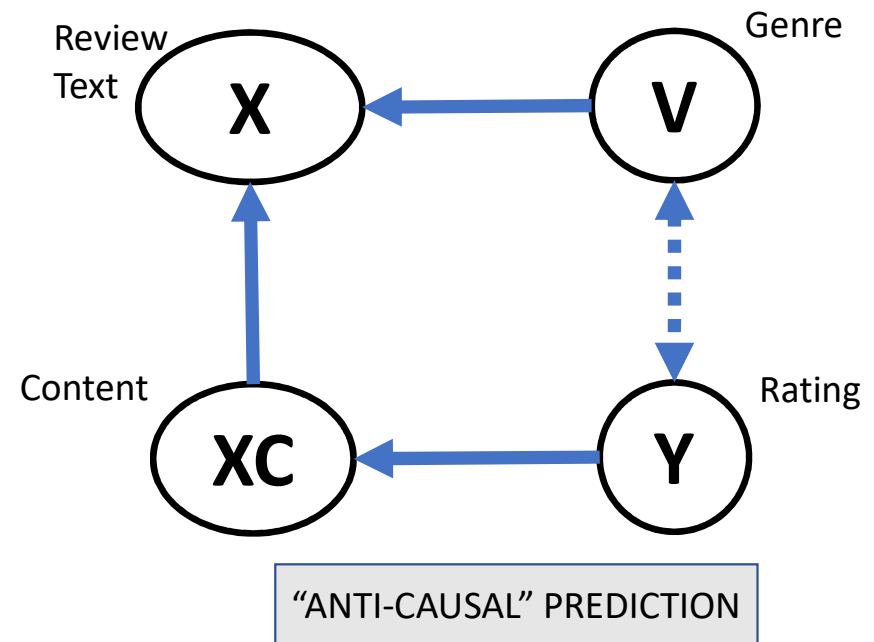 Review
Text
X
V
Genre
Content
XC
Y
Rating
“ANTI-CAUSAL” PREDICTION